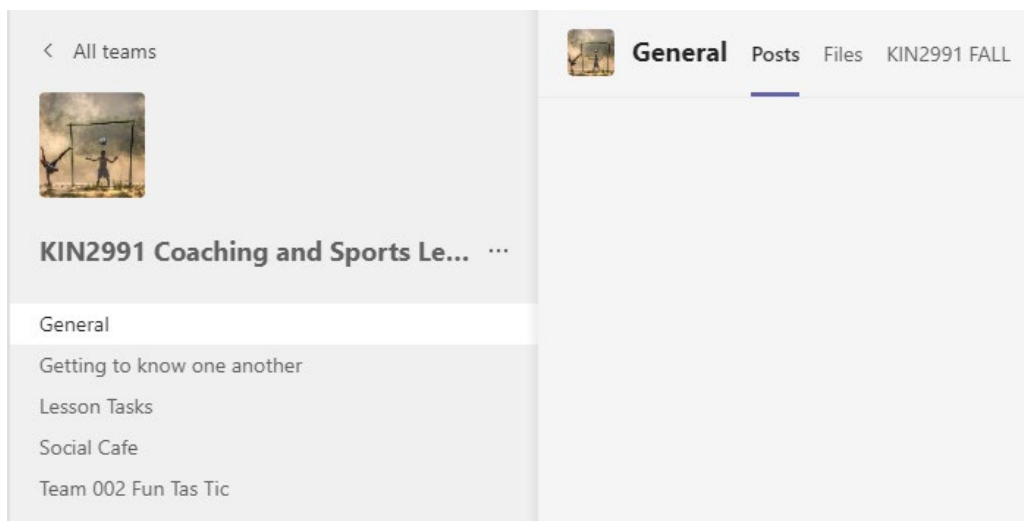 < All teams
KIN2991 Coaching and Sports Le... ...
General
Getting to know one another
Lesson Tasks
Social Cafe
Team 002 Fun Tas Tic
General Posts Files KIN2991 FALL